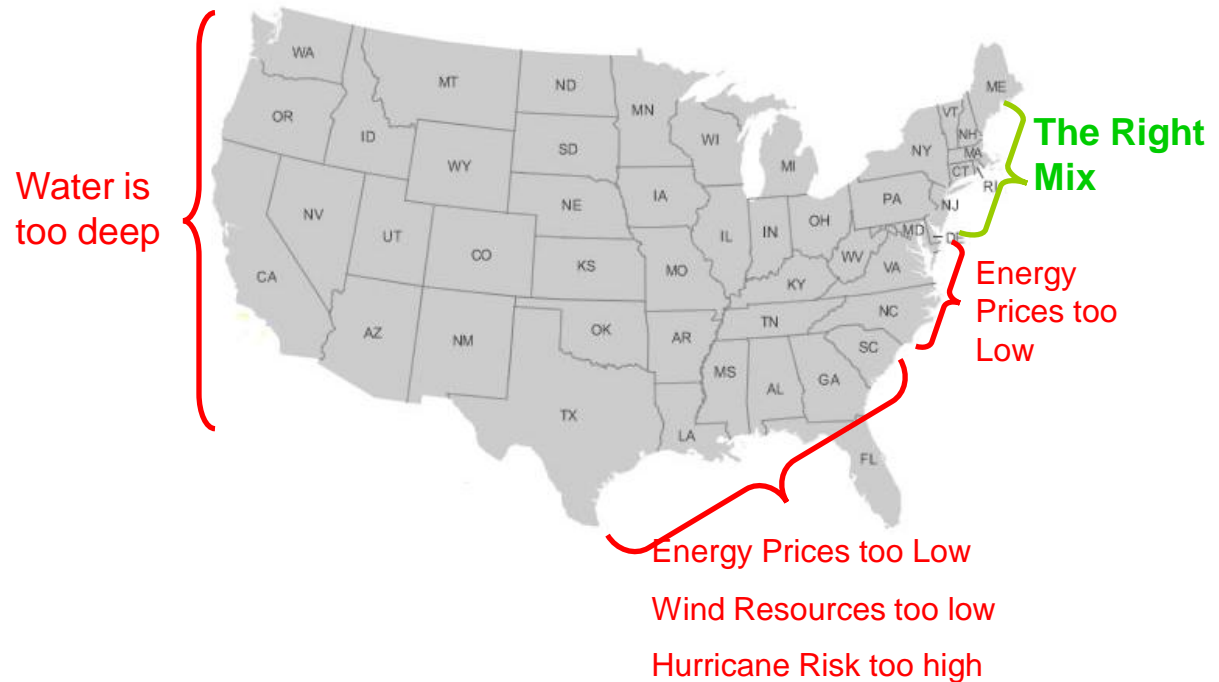 WA
MT
ND
MN
ME
VT
NH
MA
CT
RI
NY
WI
MI
OR
ID
SD
WY
IA
NE
PA
NJ
MD
DE
OH
IN
IL
NV
UT
CO
KS
MO
WV
VA
KY
CA
AZ
NM
OK
AR
TN
NC
SC
MS
AL
GA
TX
LA
FL
The Right
Mix
Water is
too deep
Energy
Prices too
Low
Energy Prices too Low
Wind Resources too low
Hurricane Risk too high